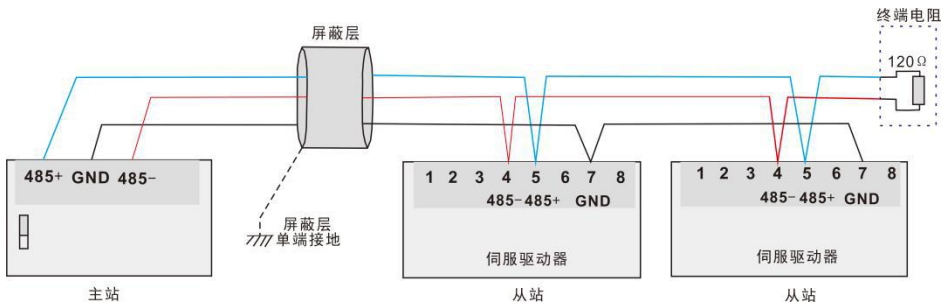 终端电阻
屏蔽层
120Ω
485+ GND 485-
1 2 3 4 5 6 7 8
485- 485+ GND
1 2 3 4 5 6 7 8
485- 485+ GND
屏蔽层
单端接地
伺服驱动器
伺服驱动器
主站
从站
从站